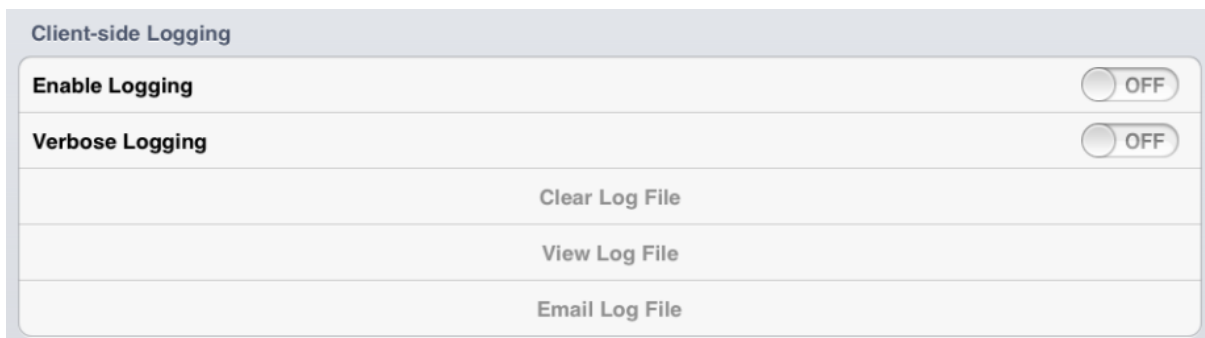 Client-side Logging
Enable Logging OFF
Verbose Logging OFF
Clear Log File
View Log File
Email Log File